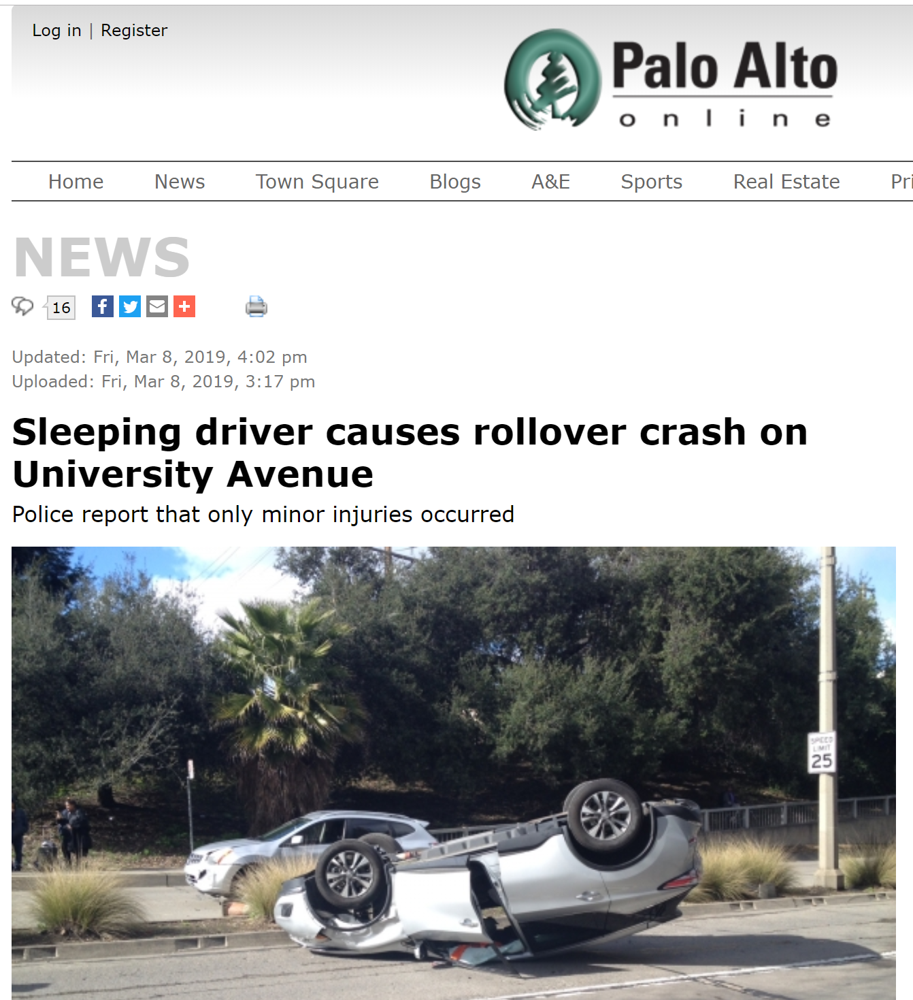 Log in | Register
Palo Alto
online
Home News Town Square Blogs A&E Sports Real Estate Pri
NEWS
16
Updated: Fri, Mar 8, 2019, 4:02 pm
Uploaded: Fri, Mar 8, 2019, 3:17 pm
Sleeping driver causes rollover crash on
University Avenue
Police report that only minor injuries occurred
SPEED
LIMIT
25